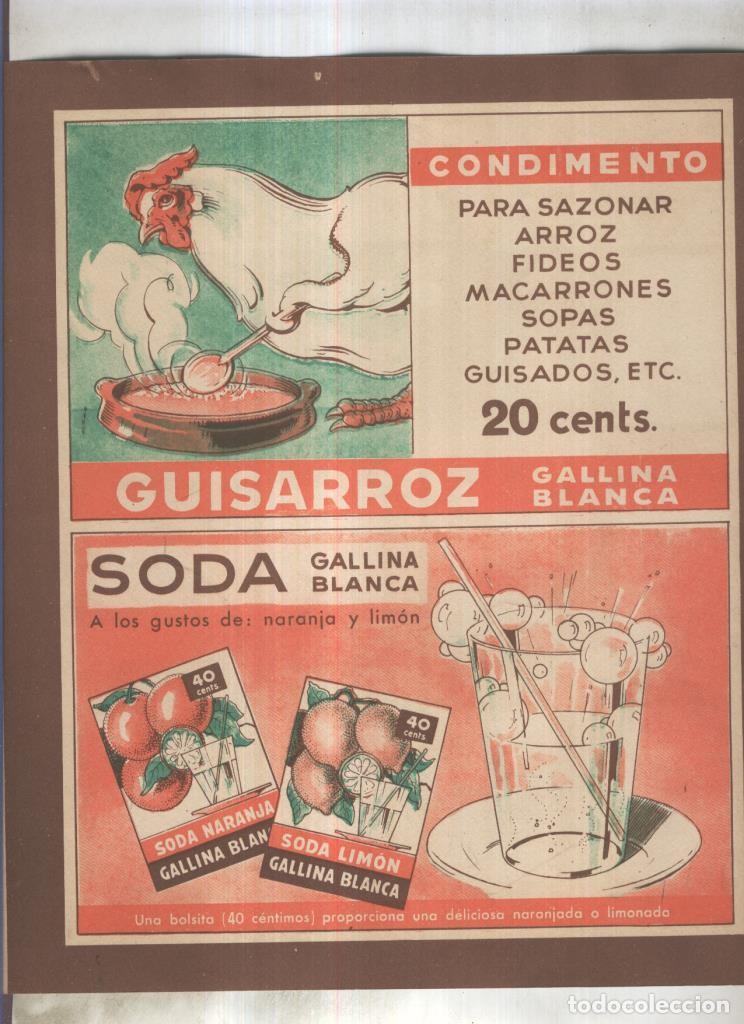 CONDIMENTO
PARA SAZONAR
ARROZ
FIDEOS
MACARRONES
SOPAS
PATATAS
GUISADOS, ETC.
20 cents.
GUISARROZ
GALLINA
BLANCA
SODA
GALLINA
BLANCA
A los gustos de: naranja y limón
40
cents
SODA NARANJA
GALLINA BLAN
40
cents
SODA LIMÓN
GALLINA BLANCA
Una bolsita (40 céntimos) proporciona una deliciosa naranjada o limonada
todocoleccion